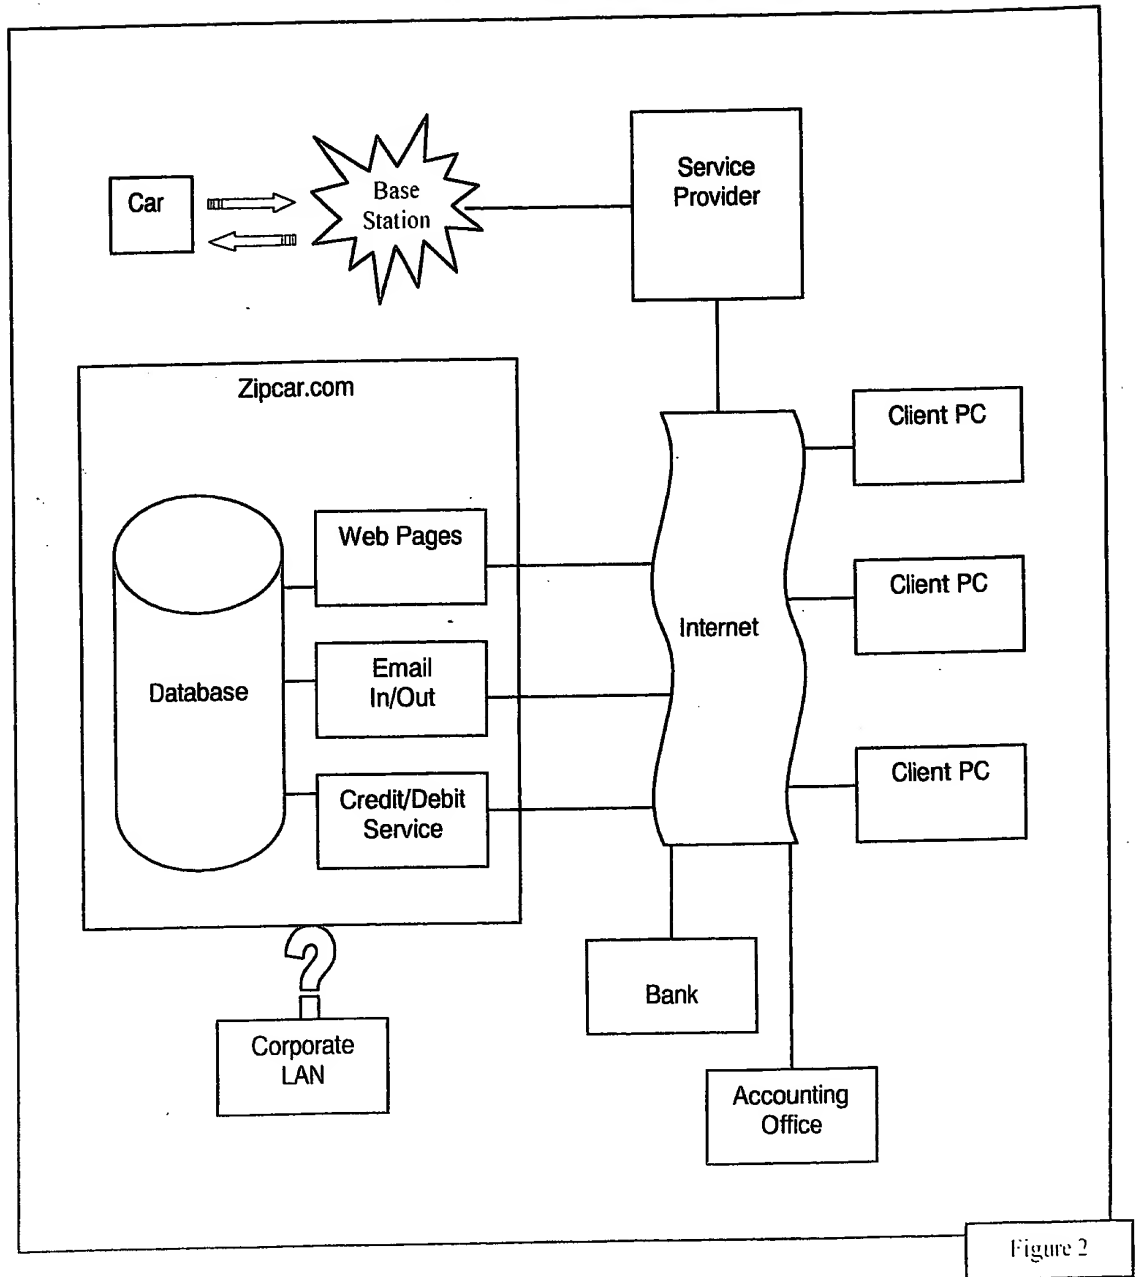 Service
Provider
Car
Base
Station
Zipcar.com
Client PC
Web Pages
Client PC
Internet
Email
In/Out
Database
Client PC
Credit/Debit
Service
Bank
?
Corporate
LAN
Accounting
Office
Figure 2